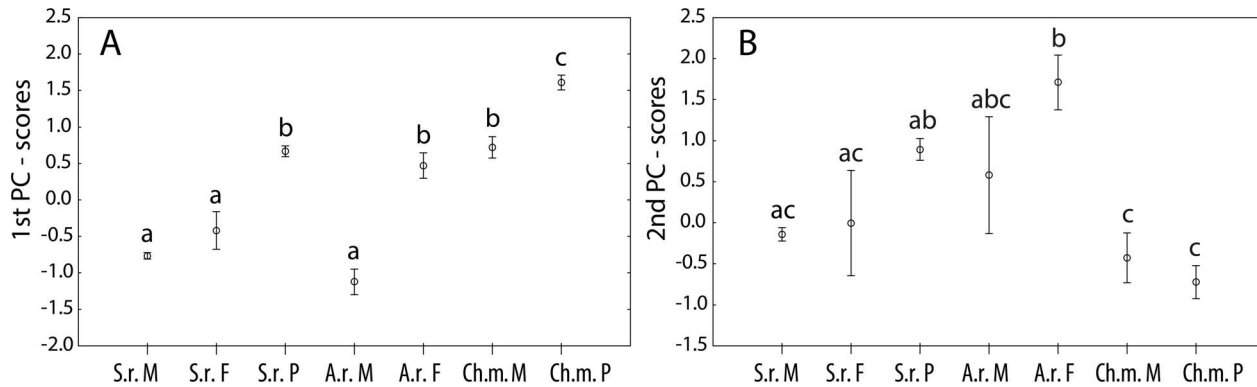 A
1st PC - scores
2.5
2.0
1.5
1.0
0.5
0.0
-0.5
-1.0
-1.5
-2.0
a
a
b
a
b
b
c
S.r. M S.r. F S.r. P A.r. M A.r. F Ch.m. M Ch.m. P
B
2nd PC - scores
2.5
2.0
1.5
1.0
0.5
0.0
-0.5
-1.0
-1.5
ac
ac
ab
abc
b
c
c
S.r. M S.r. F S.r. P A.r. M A.r. F Ch.m. M Ch.m. P